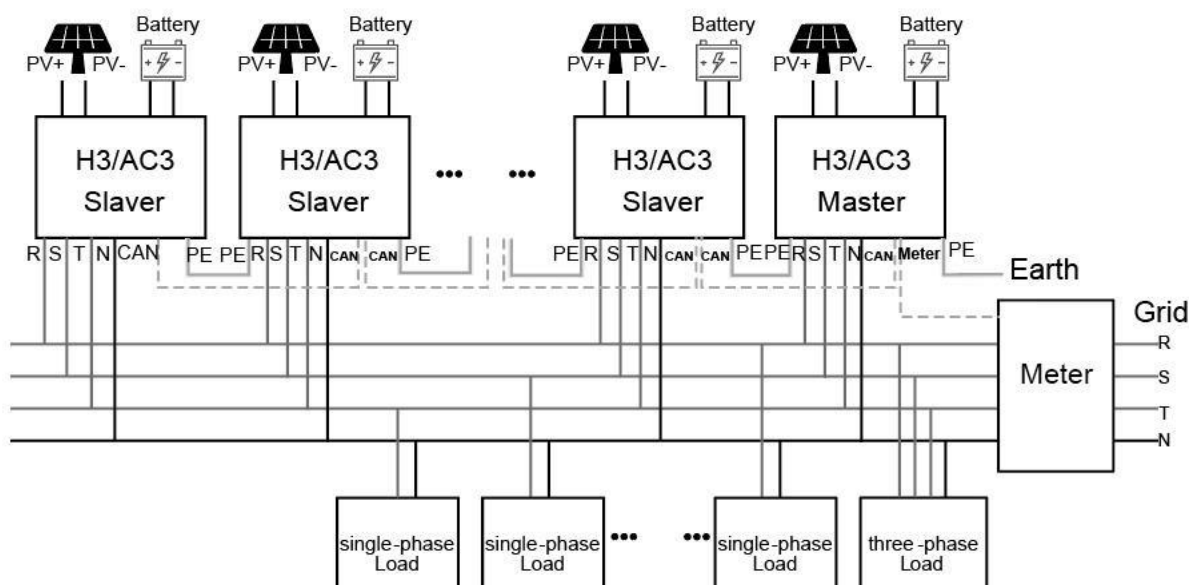 Battery
Battery
Battery
Battery
PV+ PV-
PV+ PV-
PV+ PV-
PV+ PV-
+ -
+ -
+ -
+ -
H3/AC3
Slaver
H3/AC3
Slaver
•••
•••
H3/AC3
Slaver
H3/AC3
Master
R S T N CAN PE
PE R S T N CAN CAN PE
PE R S T N CAN CAN PE
PE R S T N CAN Meter PE
Earth
Grid
Meter
R
S
T
N
single-phase
Load
single-phase
Load
•••
•••
single-phase
Load
three-phase
Load